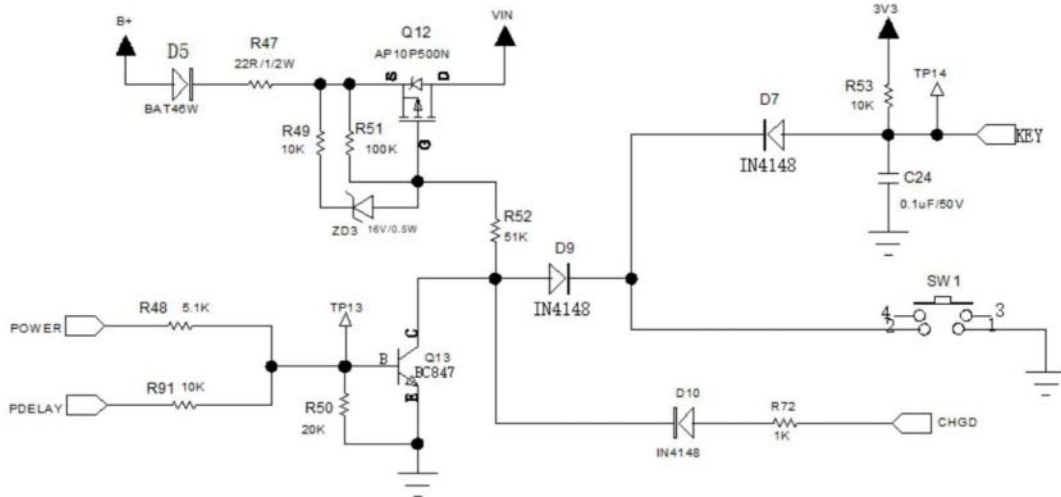 B+
D5
BAT46W
R47
22R/1/2W
Q12
AP10P500N
S
D
G
VIN
R49
10K
R51
100K
ZD3
16V/0.5W
R52
51K
D9
IN4148
D7
IN4148
3V3
R53
10K
TP14
KEY
C24
0.1uF/50V
SW1
4
3
2
1
POWER
R48
5.1K
TP13
B
C
Q13
BC847
E
PDELAY
R91
10K
R50
20K
D10
IN4148
R72
1K
CHGD